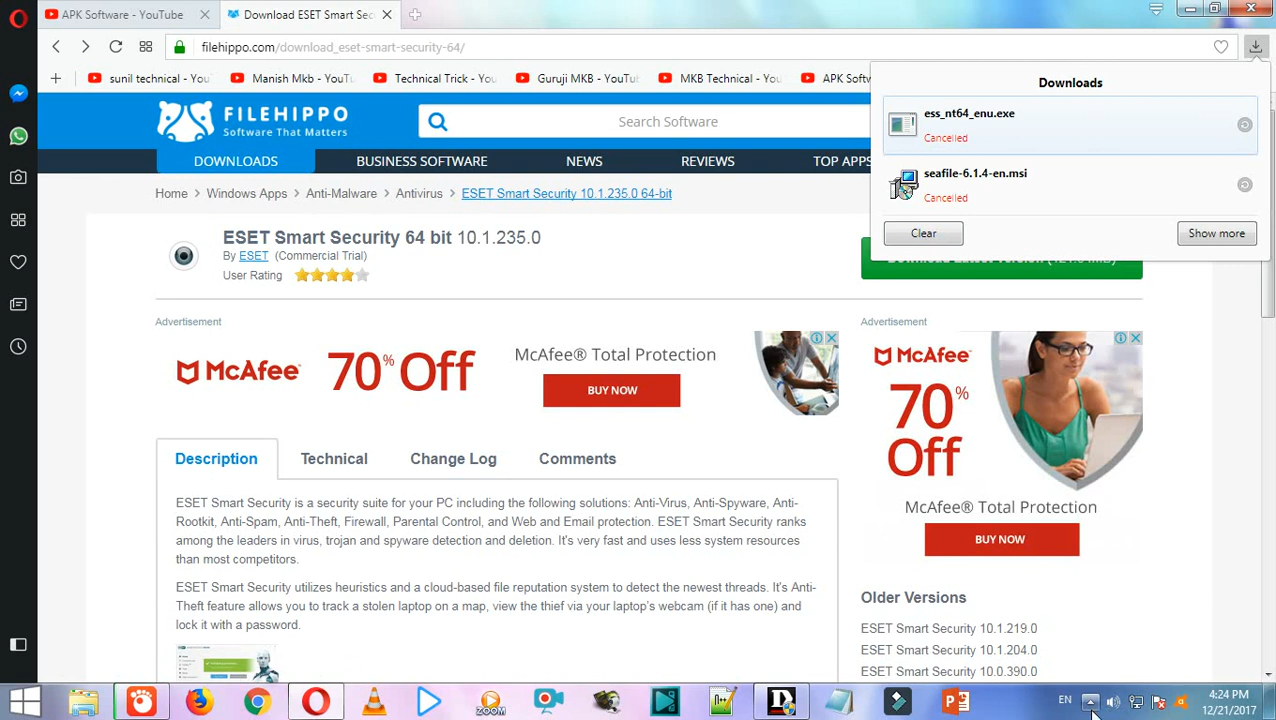 APK Software - YouTube
Download ESET Smart Sec
filehippo.com/download_eset-smart-security-64/
sunil technical - You
Manish Mkb - YouTu
Technical Trick - You
Guruji MKB - YouTub
MKB Technical - You
APK Softw
Downloads
ess_nt64_enu.exe
Cancelled
seafile-6.1.4-en.msi
Cancelled
Clear
Show more
FILEHIPPO
Software That Matters
Search Software
DOWNLOADS
BUSINESS SOFTWARE
NEWS
REVIEWS
TOP APPS
Home > Windows Apps > Anti-Malware > Antivirus > ESET Smart Security 10.1.235.0 64-bit
ESET Smart Security 64 bit 10.1.235.0
By ESET (Commercial Trial)
User Rating
Advertisement
McAfee
70% Off
McAfee® Total Protection
BUY NOW
Advertisement
McAfee
70%
Off
McAfee® Total Protection
BUY NOW
Description
Technical
Change Log
Comments
ESET Smart Security is a security suite for your PC including the following solutions: Anti-Virus, Anti-Spyware, Anti-
Rootkit, Anti-Spam, Anti-Theft, Firewall, Parental Control, and Web and Email protection. ESET Smart Security ranks
among the leaders in virus, trojan and spyware detection and deletion. It's very fast and uses less system resources
than most competitors.
ESET Smart Security utilizes heuristics and a cloud-based file reputation system to detect the newest threads. It's Anti-
Theft feature allows you to track a stolen laptop on a map, view the thief via your laptop's webcam (if it has one) and
lock it with a password.
Older Versions
ESET Smart Security 10.1.219.0
ESET Smart Security 10.1.204.0
ESET Smart Security 10.0.390.0
ZOOM
EN
4:24 PM
12/21/2017